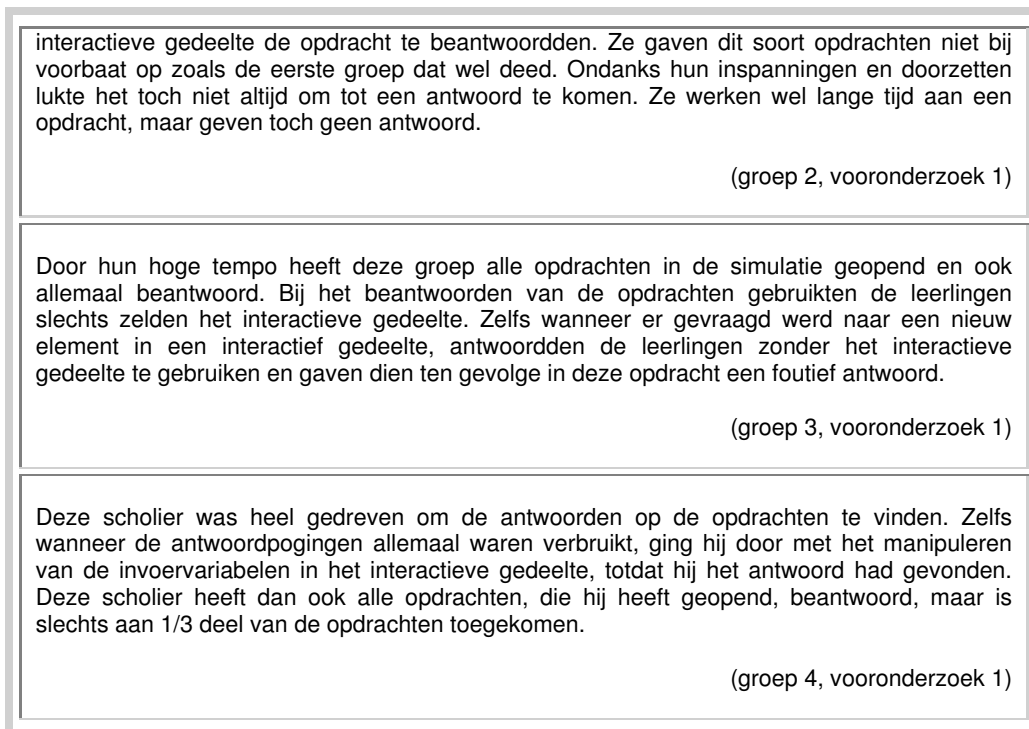 interactieve gedeelte de opdracht te beantwoordden. Ze gaven dit soort opdrachten niet bij
voorbaat op zoals de eerste groep dat wel deed. Ondanks hun inspanningen en doorzetten
lukte het toch niet altijd om tot een antwoord te komen. Ze werken wel lange tijd aan een
opdracht, maar geven toch geen antwoord.
(groep 2, vooronderzoek 1)
Door hun hoge tempo heeft deze groep alle opdrachten in de simulatie geopend en ook
allemaal beantwoord. Bij het beantwoorden van de opdrachten gebruikten de leerlingen
slechts zelden het interactieve gedeelte. Zelfs wanneer er gevraagd werd naar een nieuw
element in een interactief gedeelte, antwoordden de leerlingen zonder het interactieve
gedeelte te gebruiken en gaven dien ten gevolge in deze opdracht een foutief antwoord.
(groep 3, vooronderzoek 1)
Deze scholier was heel gedreven om de antwoorden op de opdrachten te vinden. Zelfs
wanneer de antwoordpogingen allemaal waren verbruikt, ging hij door met het manipuleren
van de invoervariabelen in het interactieve gedeelte, totdat hij het antwoord had gevonden.
Deze scholier heeft dan ook alle opdrachten, die hij heeft geopend, beantwoord, maar is
slechts aan 1/3 deel van de opdrachten toegekomen.
(groep 4, vooronderzoek 1)